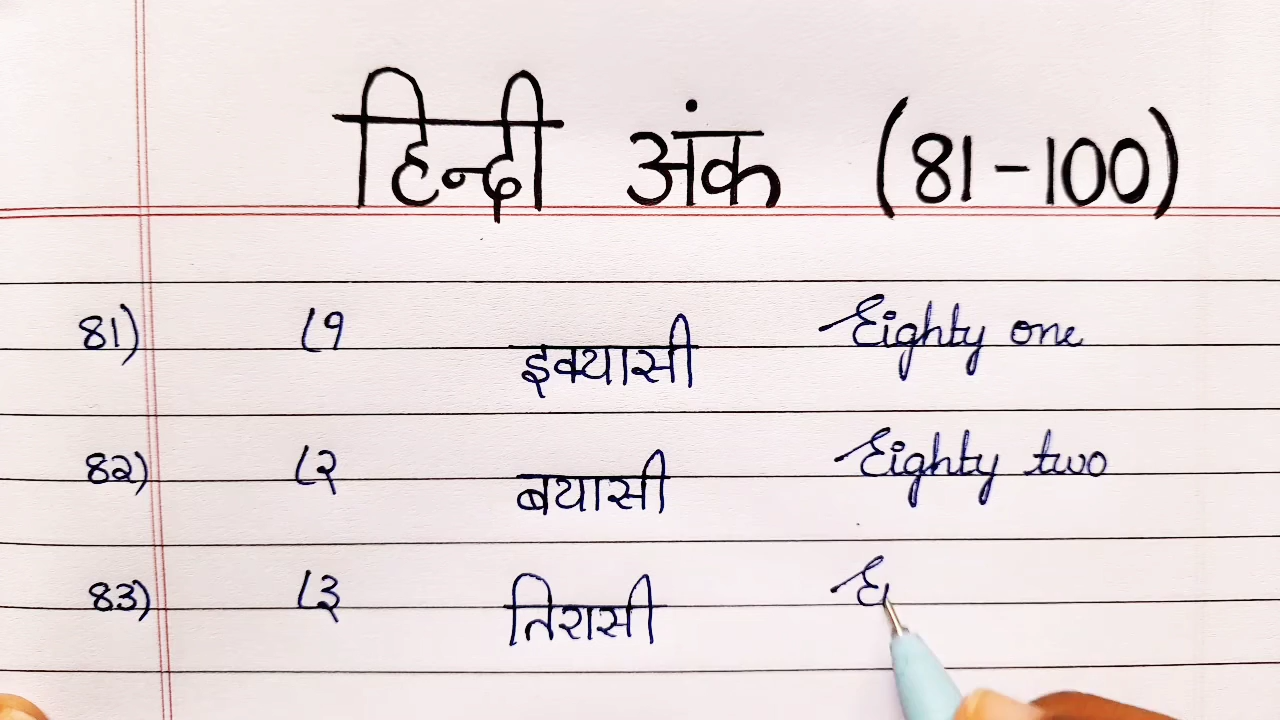 हिन्दी अंक (81-100)
81) ८१ इक्यासी Eighty one
82) ८२ बयासी Eighty two
83) ८३ तिरासी E